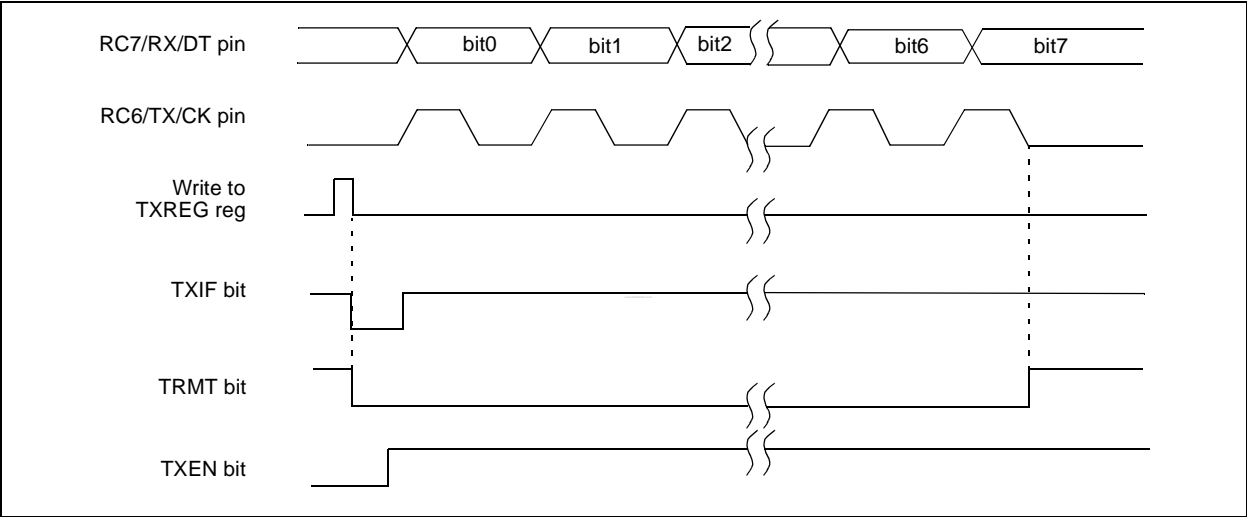 RC7/RX/DT pin
bit0 bit1 bit2 bit6 bit7
RC6/TX/CK pin
Write to
TXREG reg
TXIF bit
TRMT bit
TXEN bit